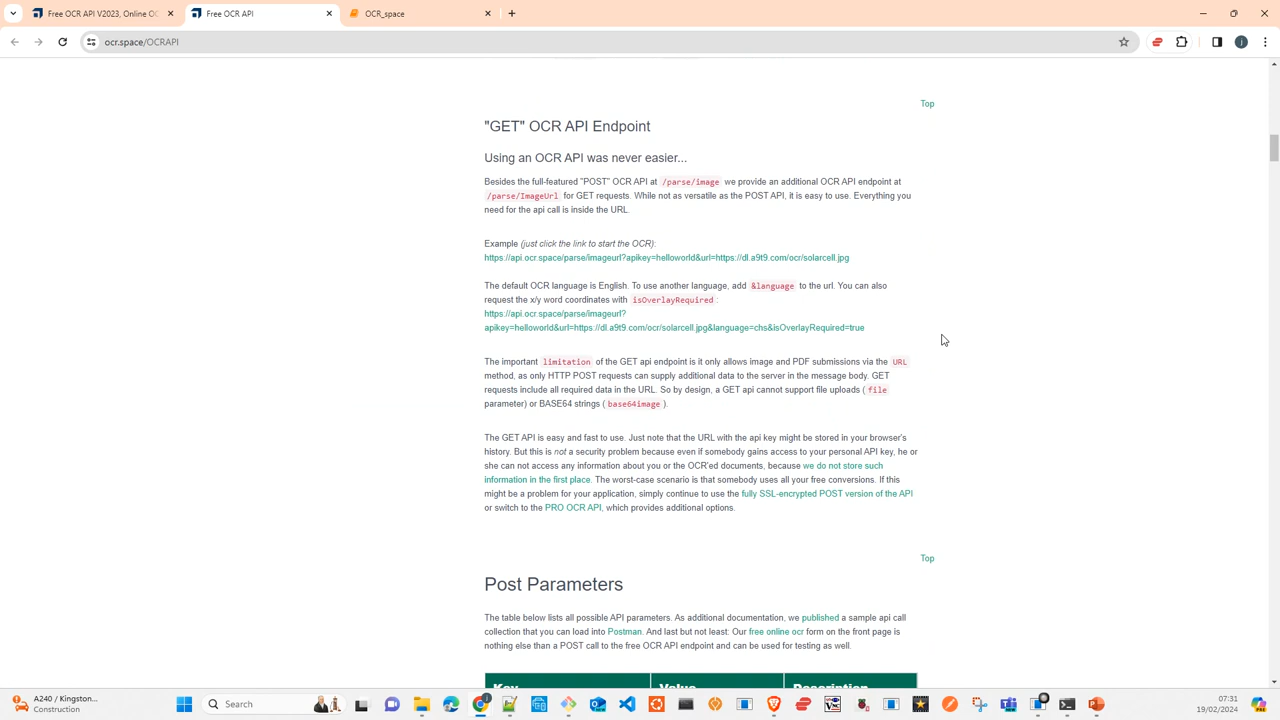 Free OCR API V2023, Online OC
Free OCR API
OCR_space
ocr.space/OCRAPI
Top
"GET" OCR API Endpoint
Using an OCR API was never easier...
Besides the full-featured "POST" OCR API at /parse/image we provide an additional OCR API endpoint at
/parse/ImageUrl for GET requests. While not as versatile as the POST API, it is easy to use. Everything you
need for the api call is inside the URL.
Example (just click the link to start the OCR):
https://api.ocr.space/parse/imageurl?apikey=helloworld&url=https://dl.a9t9.com/ocr/solarcell.jpg
The default OCR language is English. To use another language, add &language to the url. You can also
request the x/y word coordinates with isOverlayRequired:
https://api.ocr.space/parse/imageurl?
apikey=helloworld&url=https://dl.a9t9.com/ocr/solarcell.jpg&language=chs&isOverlayRequired=true
The important limitation of the GET api endpoint is it only allows image and PDF submissions via the URL
method, as only HTTP POST requests can supply additional data to the server in the message body. GET
requests include all required data in the URL. So by design, a GET api cannot support file uploads ( file
parameter) or BASE64 strings ( base64image ).
The GET API is easy and fast to use. Just note that the URL with the api key might be stored in your browser's
history. But this is not a security problem because even if somebody gains access to your personal API key, he or
she can not access any information about you or the OCR'ed documents, because we do not store such
information in the first place. The worst-case scenario is that somebody uses all your free conversions. If this
might be a problem for your application, simply continue to use the fully SSL-encrypted POST version of the API
or switch to the PRO OCR API, which provides additional options.
Top
Post Parameters
The table below lists all possible API parameters. As additional documentation, we published a sample api call
collection that you can load into Postman. And last but not least: Our free online ocr form on the front page is
nothing else than a POST call to the free OCR API endpoint and can be used for testing as well.
Key Value Description
A240 / Kingston...
Construction
Search
07:31
19/02/2024